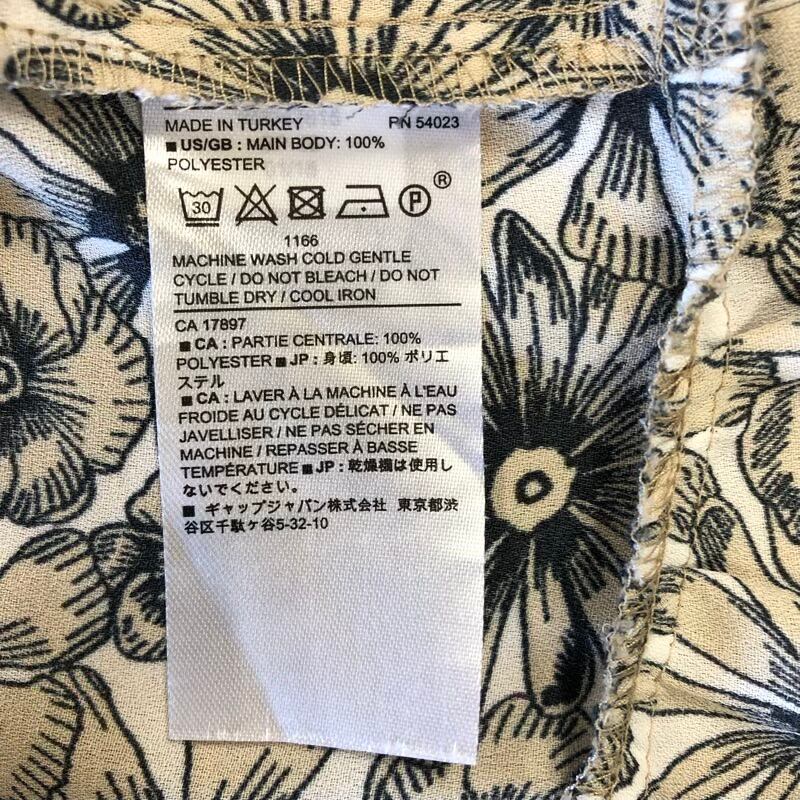 MADE IN TURKEY PN 54023
■ US/GB : MAIN BODY: 100%
POLYESTER
30 P ®
1166
MACHINE WASH COLD GENTLE
CYCLE / DO NOT BLEACH / DO NOT
TUMBLE DRY / COOL IRON
CA 17897
■ CA : PARTIE CENTRALE: 100%
POLYESTER ■ JP : 身頃: 100% ポリエ
ステル
■ CA : LAVER À LA MACHINE À L'EAU
FROIDE AU CYCLE DÉLICAT / NE PAS
JAVELLISER / NE PAS SÉCHER EN
MACHINE / REPASSER À BASSE
TEMPÉRATURE ■ JP : 乾燥機は使用し
ないでください。
■ ギャップジャパン株式会社 東京都渋
谷区千駄ヶ谷5-32-10